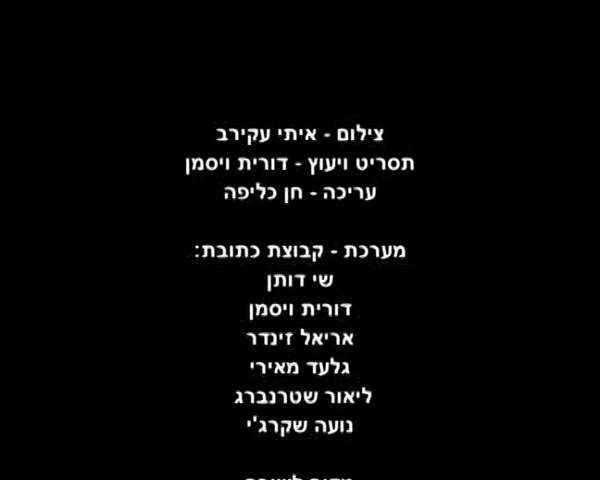 צילום - איתי עקירב
תסריט ויעוץ - דורית ויסמן
עריכה - חן כליפה
מערכת - קבוצת כתובת:
שי דותן
דורית ויסמן
אריאל זינדר
גלעד מאירי
ליאור שטרנברג
נועה שקרג'י